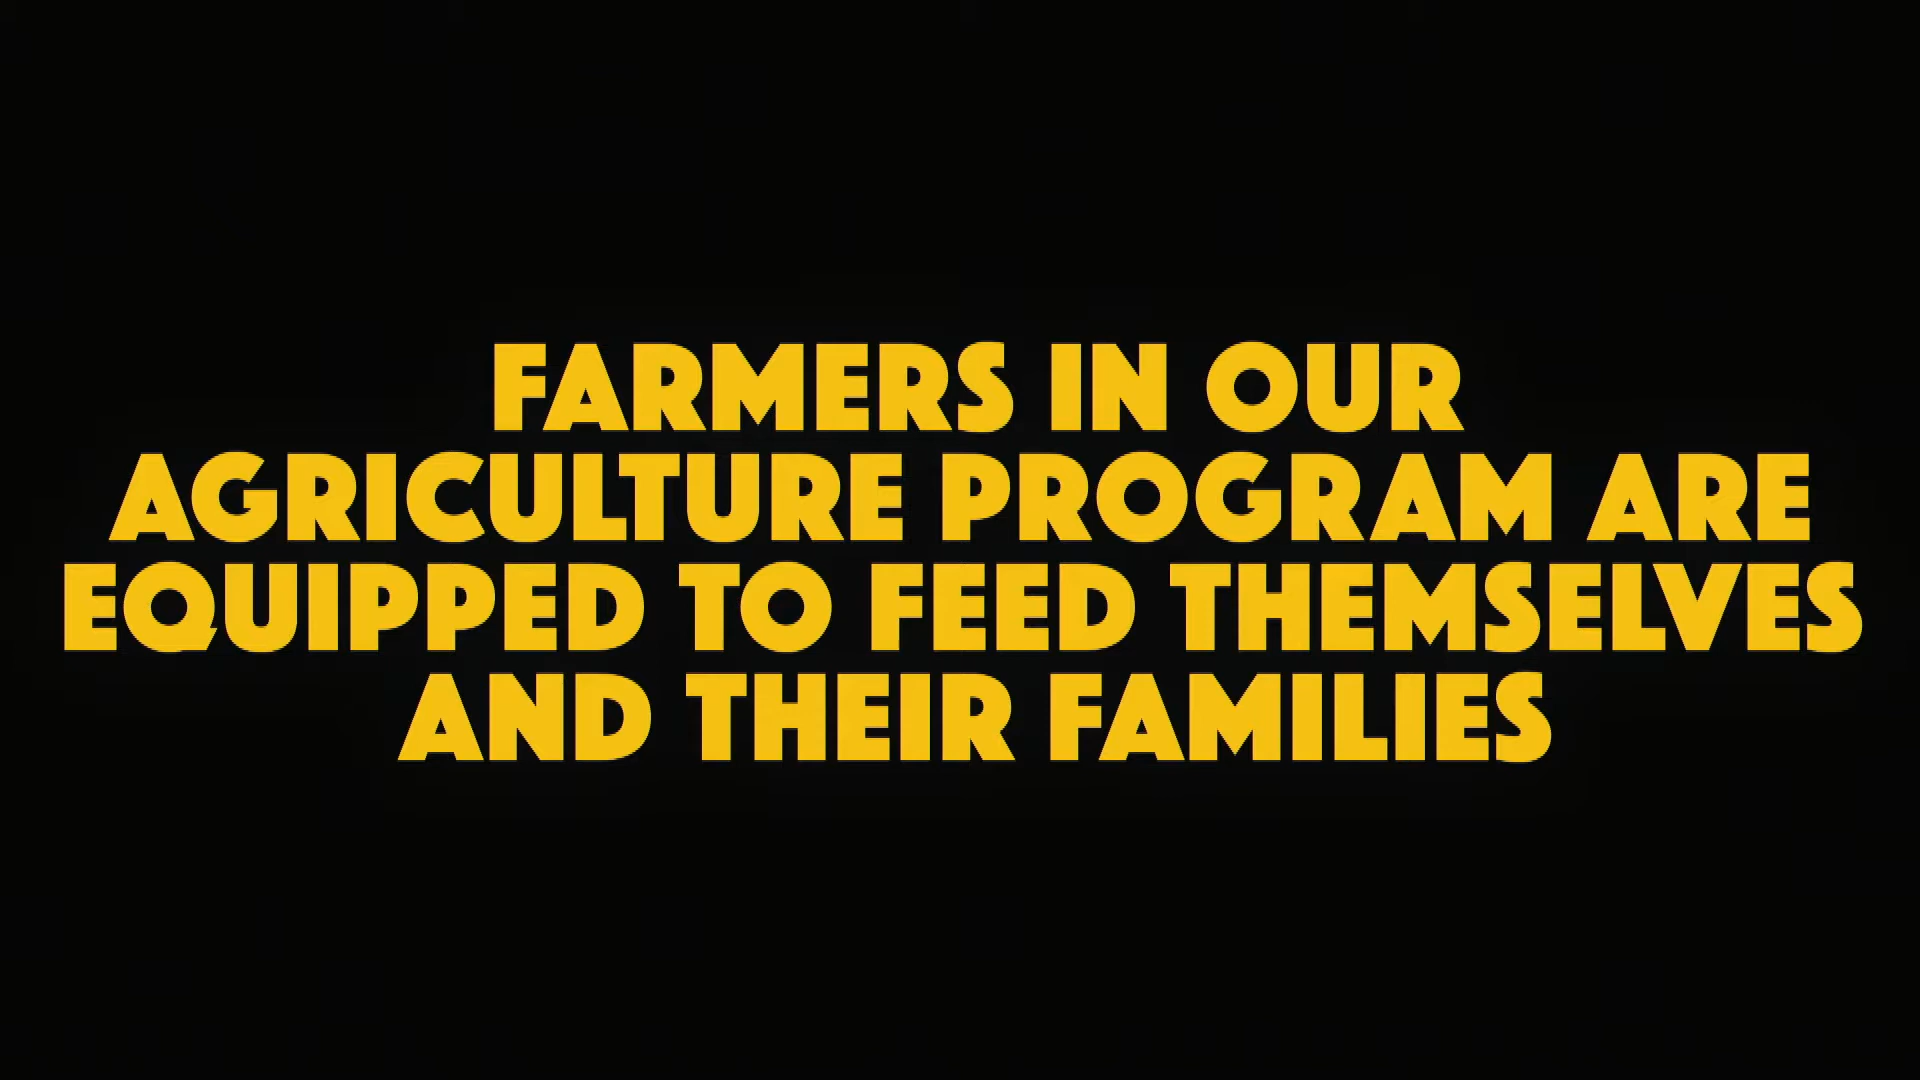 FARMERS IN OUR
AGRICULTURE PROGRAM ARE
EQUIPPED TO FEED THEMSELVES
AND THEIR FAMILIES